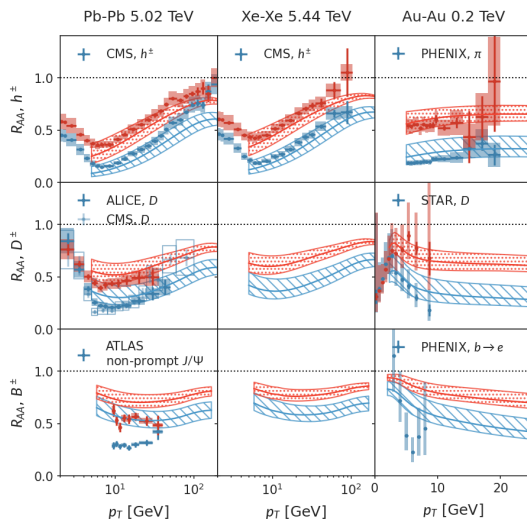 Pb-Pb 5.02 TeV Xe-Xe 5.44 TeV Au-Au 0.2 TeV
CMS, h± CMS, h± PHENIX, π
R_AA, h±
1.0
0.5
0.0
ALICE, D STAR, D
CMS, D
R_AA, D±
1.0
0.5
0.0
ATLAS PHENIX, b→e
non-prompt J/Ψ
R_AA, B±
1.0
0.5
0.0
10¹ 10² 10¹ 10² 0 10 20
p_T [GeV] p_T [GeV] p_T [GeV]